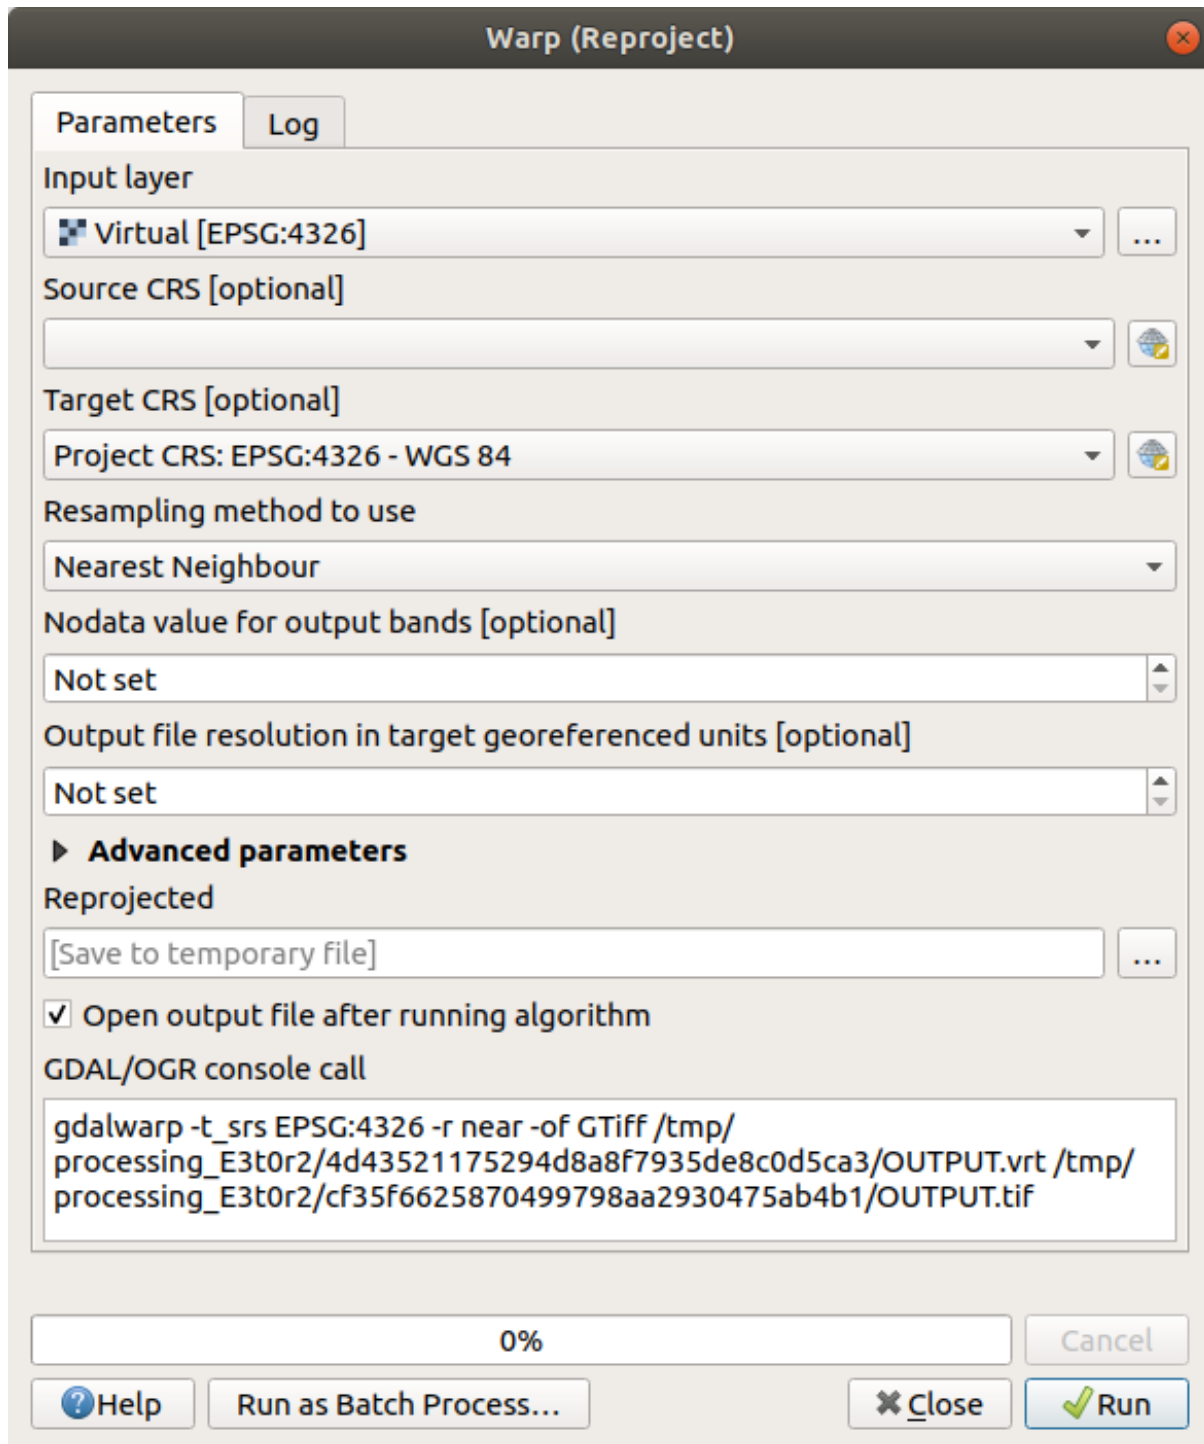 Warp (Reproject)
Parameters
Log
Input layer
Virtual [EPSG:4326]
...
Source CRS [optional]
Target CRS [optional]
Project CRS: EPSG:4326 - WGS 84
Resampling method to use
Nearest Neighbour
Nodata value for output bands [optional]
Not set
Output file resolution in target georeferenced units [optional]
Not set
Advanced parameters
Reprojected
[Save to temporary file]
...
Open output file after running algorithm
GDAL/OGR console call
gdalwarp -t_srs EPSG:4326 -r near -of GTiff /tmp/
processing_E3t0r2/4d43521175294d8a8f7935de8c0d5ca3/OUTPUT.vrt /tmp/
processing_E3t0r2/cf35f6625870499798aa2930475ab4b1/OUTPUT.tif
0%
Cancel
Help
Run as Batch Process...
Close
Run